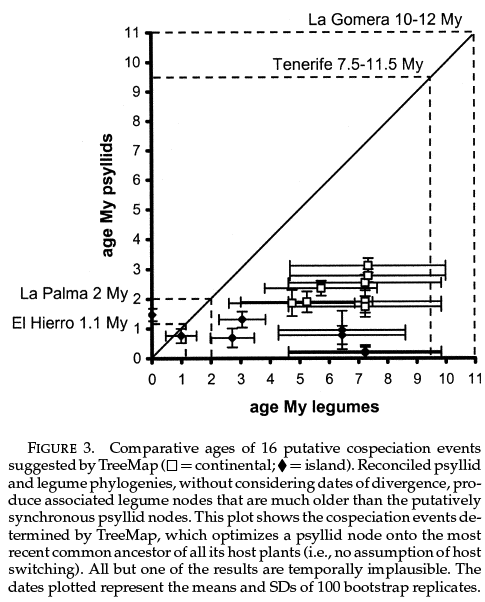 La Gomera 10-12 My
11
10
Tenerife 7.5-11.5 My
9
8
7
6
5
4
3
La Palma 2 My
2
El Hierro 1.1 My
1
0
age My psyllids
0 1 2 3 4 5 6 7 8 9 10 11
age My legumes
FIGURE 3. Comparative ages of 16 putative cospeciation events
suggested by TreeMap (□ = continental; ♦ = island). Reconciled psyllid
and legume phylogenies, without considering dates of divergence, pro-
duce associated legume nodes that are much older than the putatively
synchronous psyllid nodes. This plot shows the cospeciation events de-
termined by TreeMap, which optimizes a psyllid node onto the most
recent common ancestor of all its host plants (i.e., no assumption of host
switching). All but one of the results are temporally implausible. The
dates plotted represent the means and SDs of 100 bootstrap replicates.